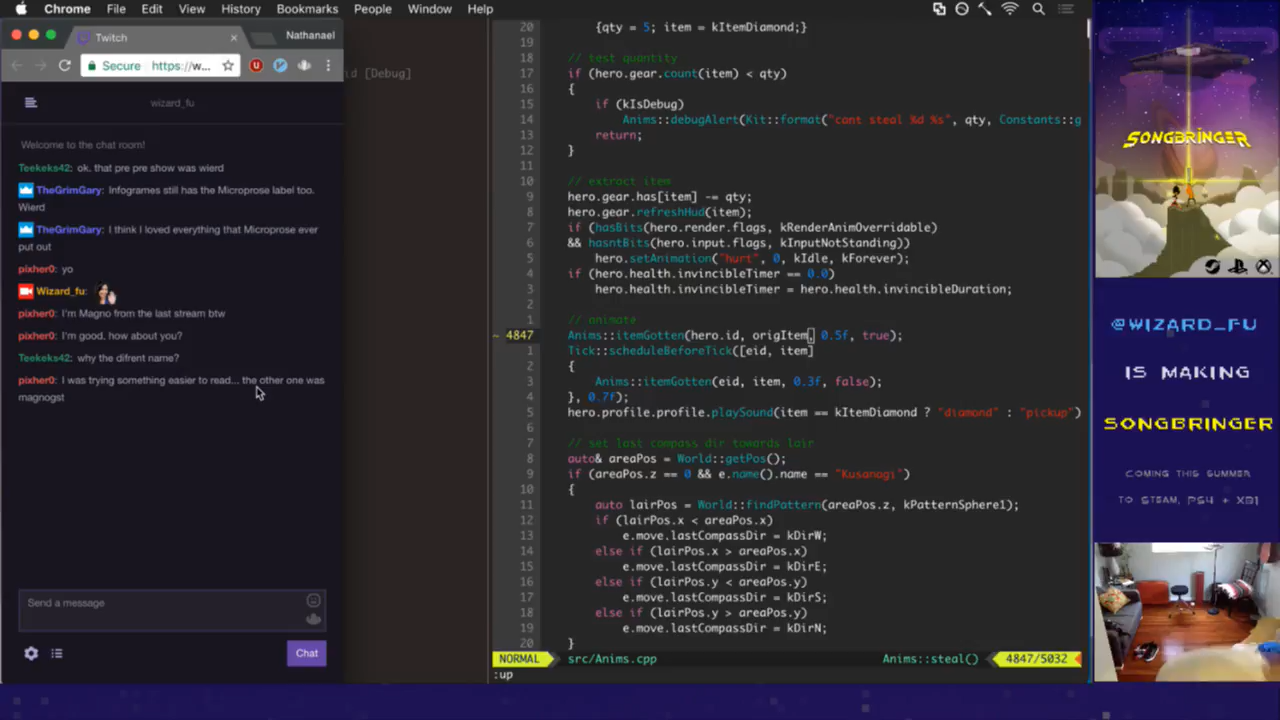 Chrome File Edit View History Bookmarks People Window Help
Twitch
Nathanael
Secure https://w...
wizard_fu
Welcome to the chat room!
Teekeks42: ok. that pre pre show was wierd
TheGrimGary: Infogrames still has the Microprose label too.
Wierd
TheGrimGary: I think I loved everything that Microprose ever
put out
pixher0: yo
Wizard_fu:
pixher0: I'm Magno from the last stream btw
pixher0: I'm good. how about you?
Teekeks42: why the difrent name?
pixher0: I was trying something easier to read... the other one was
magnogst
Send a message
Chat
id [Debug]
20 {qty = 5; item = kItemDiamond;}
19
18 // test quantity
17 if (hero.gear.count(item) < qty)
16 {
15 if (kIsDebug)
14 Anims::debugAlert(Kit::format("cant steal %d %s", qty, Constants::g
13 return;
12 }
11
10 // extract item
9 hero.gear.has[item] -= qty;
8 hero.gear.refreshHud(item);
7 if (hasBits(hero.render.flags, kRenderAnimOverridable)
6 && hasntBits(hero.input.flags, kInputNotStanding))
5 hero.setAnimation("hurt", 0, kIdle, kForever);
4 if (hero.health.invincibleTimer == 0.0)
3 hero.health.invincibleTimer = hero.health.invincibleDuration;
2
1 // animate
~ 4847 Anims::itemGotten(hero.id, origItem, 0.5f, true);
1 Tick::scheduleBeforeTick([eid, item]
2 {
3 Anims::itemGotten(eid, item, 0.3f, false);
4 }, 0.7f);
5 hero.profile.profile.playSound(item == kItemDiamond ? "diamond" : "pickup")
6
7 // set last compass dir towards lair
8 auto& areaPos = World::getPos();
9 if (areaPos.z == 0 && e.name().name == "Kusanagi")
10 {
11 auto lairPos = World::findPattern(areaPos.z, kPatternSphere1);
12 if (lairPos.x < areaPos.x)
13 e.move.lastCompassDir = kDirW;
14 else if (lairPos.x > areaPos.x)
15 e.move.lastCompassDir = kDirE;
16 else if (lairPos.y < areaPos.y)
17 e.move.lastCompassDir = kDirS;
18 else if (lairPos.y > areaPos.y)
19 e.move.lastCompassDir = kDirN;
20 }
NORMAL src/Anims.cpp Anims::steal() 4847/5032
:up
SONGBRINGER
@WIZARD_FU
IS MAKING
SONGBRINGER
COMING THIS SUMMER
TO STEAM, PS4 + XB1